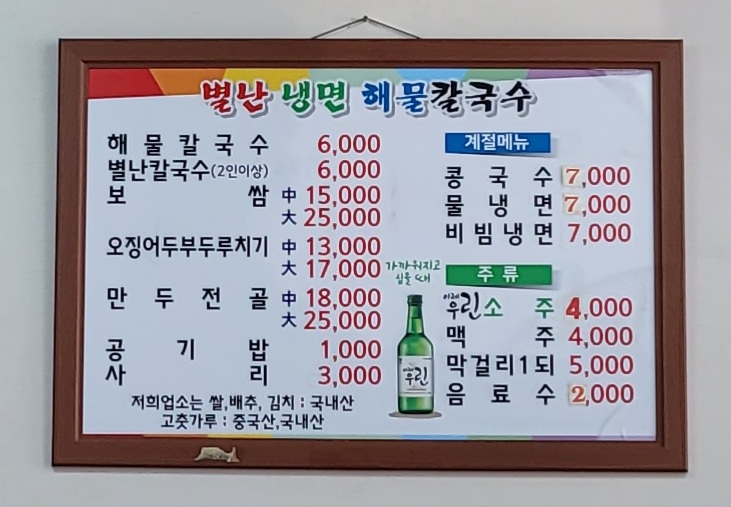 별난 냉면 해물칼국수
해물칼국수 6,000
별난칼국수(2인이상) 6,000
보쌈 中 15,000
大 25,000
오징어두부두루치기 中 13,000
大 17,000
만두전골 中 18,000
大 25,000
공기밥 1,000
사리 3,000
저희업소는 쌀,배추, 김치 : 국내산
고춧가루 : 중국산,국내산
계절메뉴
콩국수 7,000
물냉면 7,000
비빔냉면 7,000
가까워지고
싶을 때
주류
이제 우린소주 4,000
맥주 4,000
막걸리1되 5,000
음료수 2,000
이제
우린